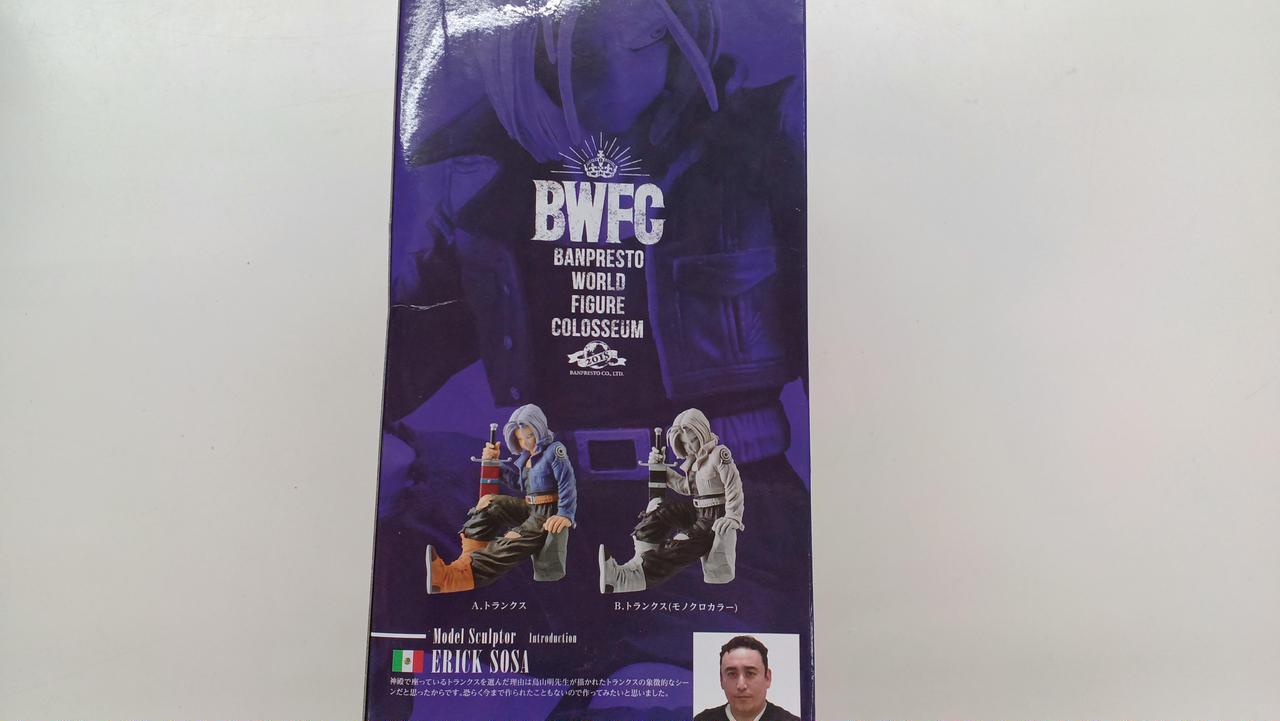 BWFC
BANPRESTO
WORLD
FIGURE
COLOSSEUM
2018
BANPRESTO CO., LTD.
A.トランクス
B.トランクス(モノクロカラー)
Model Sculptor Introduction
ERICK SOSA
神殿で座っているトランクスを選んだ理由は鳥山明先生が描かれたトランクスの象徴的なシー
ンだと思ったからです。恐らく今まで作られたこともないので作ってみたいと思いました。